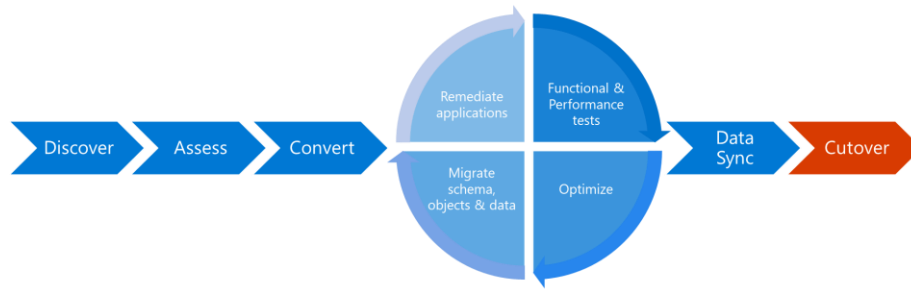 Discover
Assess
Convert
Remediate
applications
Functional &
Performance
tests
Migrate
schema,
objects & data
Optimize
Data
Sync
Cutover